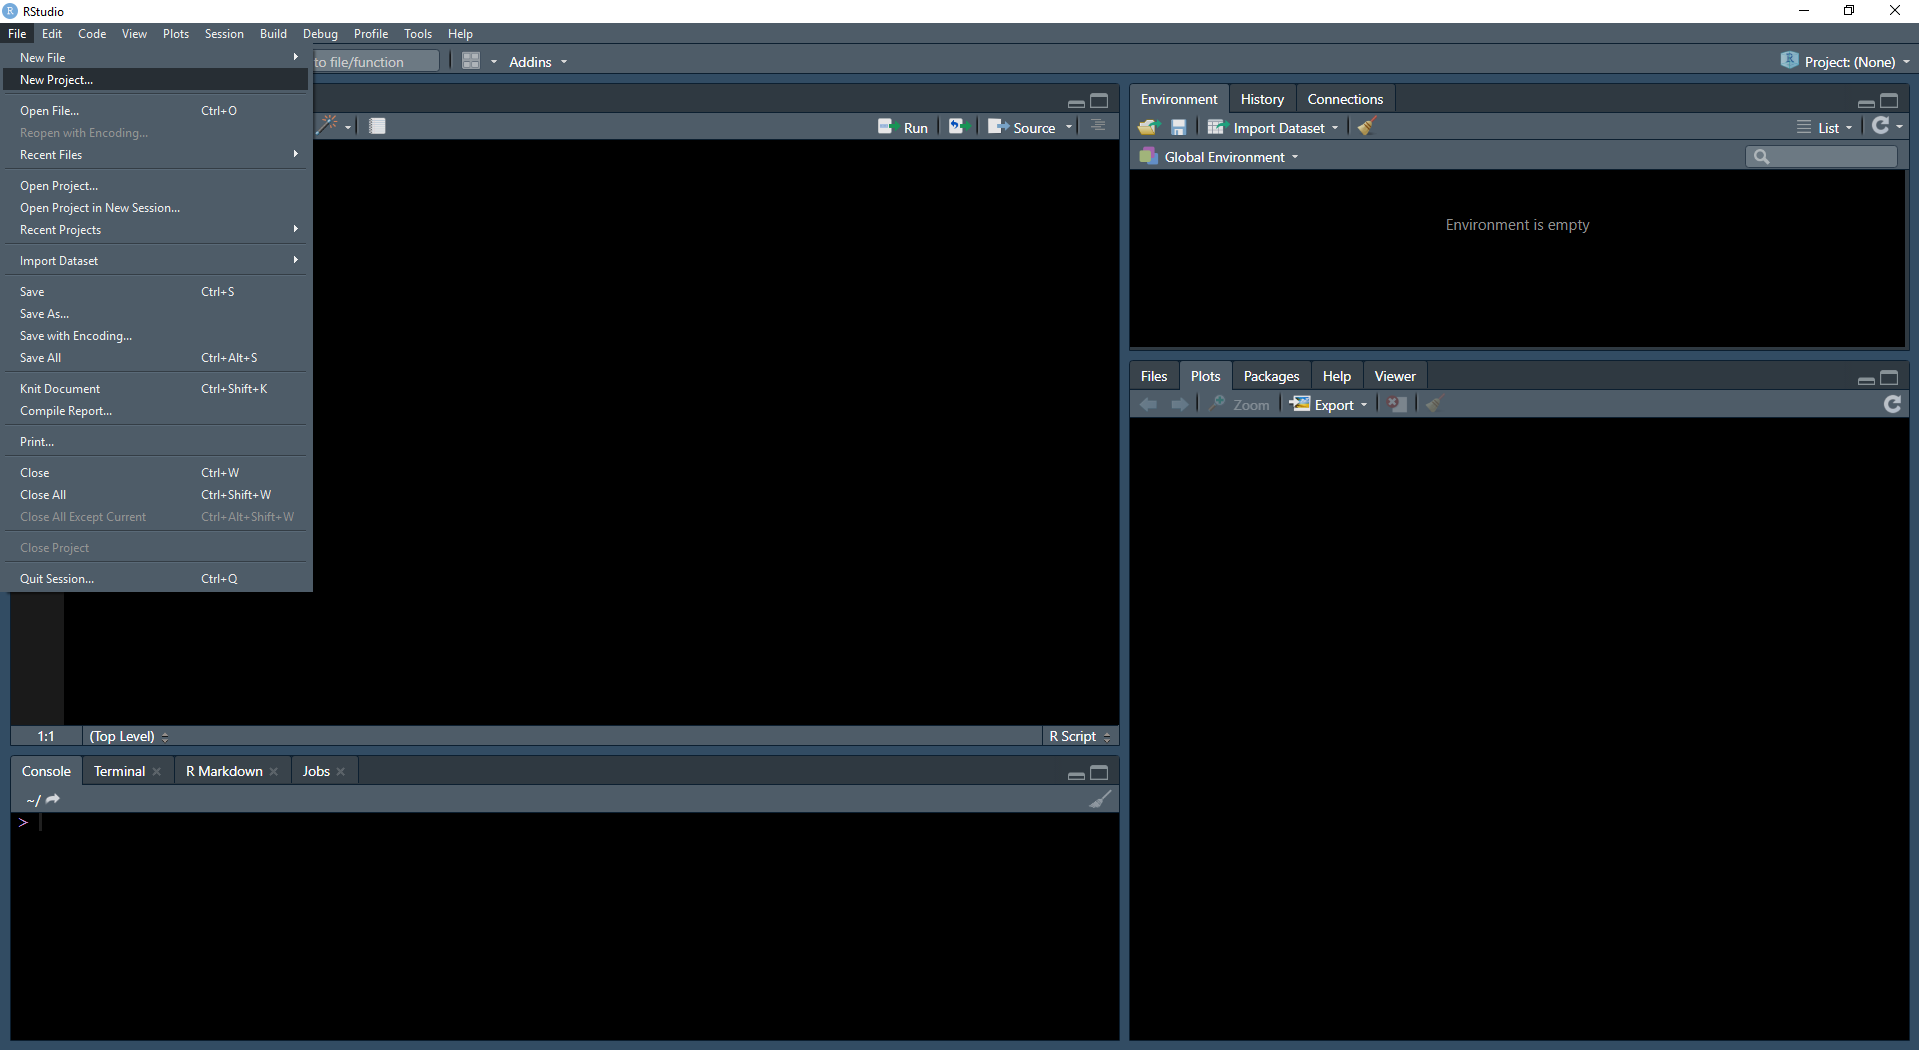 RStudio
File Edit Code View Plots Session Build Debug Profile Tools Help
to file/function Addins Project: (None)
New File
New Project...
Open File... Ctrl+O
Reopen with Encoding...
Recent Files
Open Project...
Open Project in New Session...
Recent Projects
Import Dataset
Save Ctrl+S
Save As...
Save with Encoding...
Save All Ctrl+Alt+S
Knit Document Ctrl+Shift+K
Compile Report...
Print...
Close Ctrl+W
Close All Ctrl+Shift+W
Close All Except Current Ctrl+Alt+Shift+W
Close Project
Quit Session... Ctrl+Q
Run Source
1:1 (Top Level) R Script
Console Terminal R Markdown Jobs
~/
>
Environment History Connections
Import Dataset List
Global Environment
Environment is empty
Files Plots Packages Help Viewer
Zoom Export